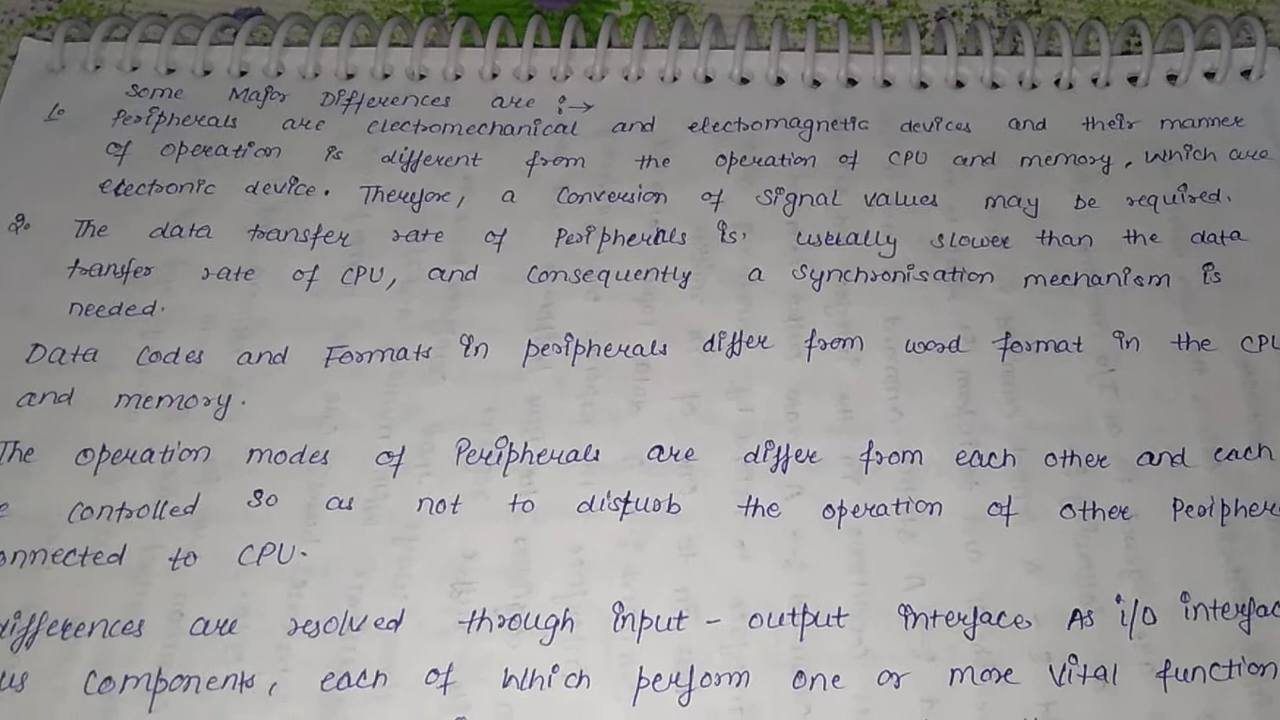 Some Major Differences are :→
1. Peripherals are electromechanical and electromagnetic devices and their manner
of operation is different from the operation of CPU and memory, which are
electronic device. Therefore, a conversion of signal values may be required.
2. The data transfer rate of Peripherals is usually slower than the data
transfer rate of CPU, and consequently a synchronisation mechanism is
needed.
Data codes and Formats in peripherals differ from word format in the CPU
and memory.
The operation modes of Peripherals are differ from each other and each
controlled so as not to disturb the operation of other Peripher
onnected to CPU.
differences are resolved through input - output interface As i/o interfac
us components, each of which perform one or more vital function